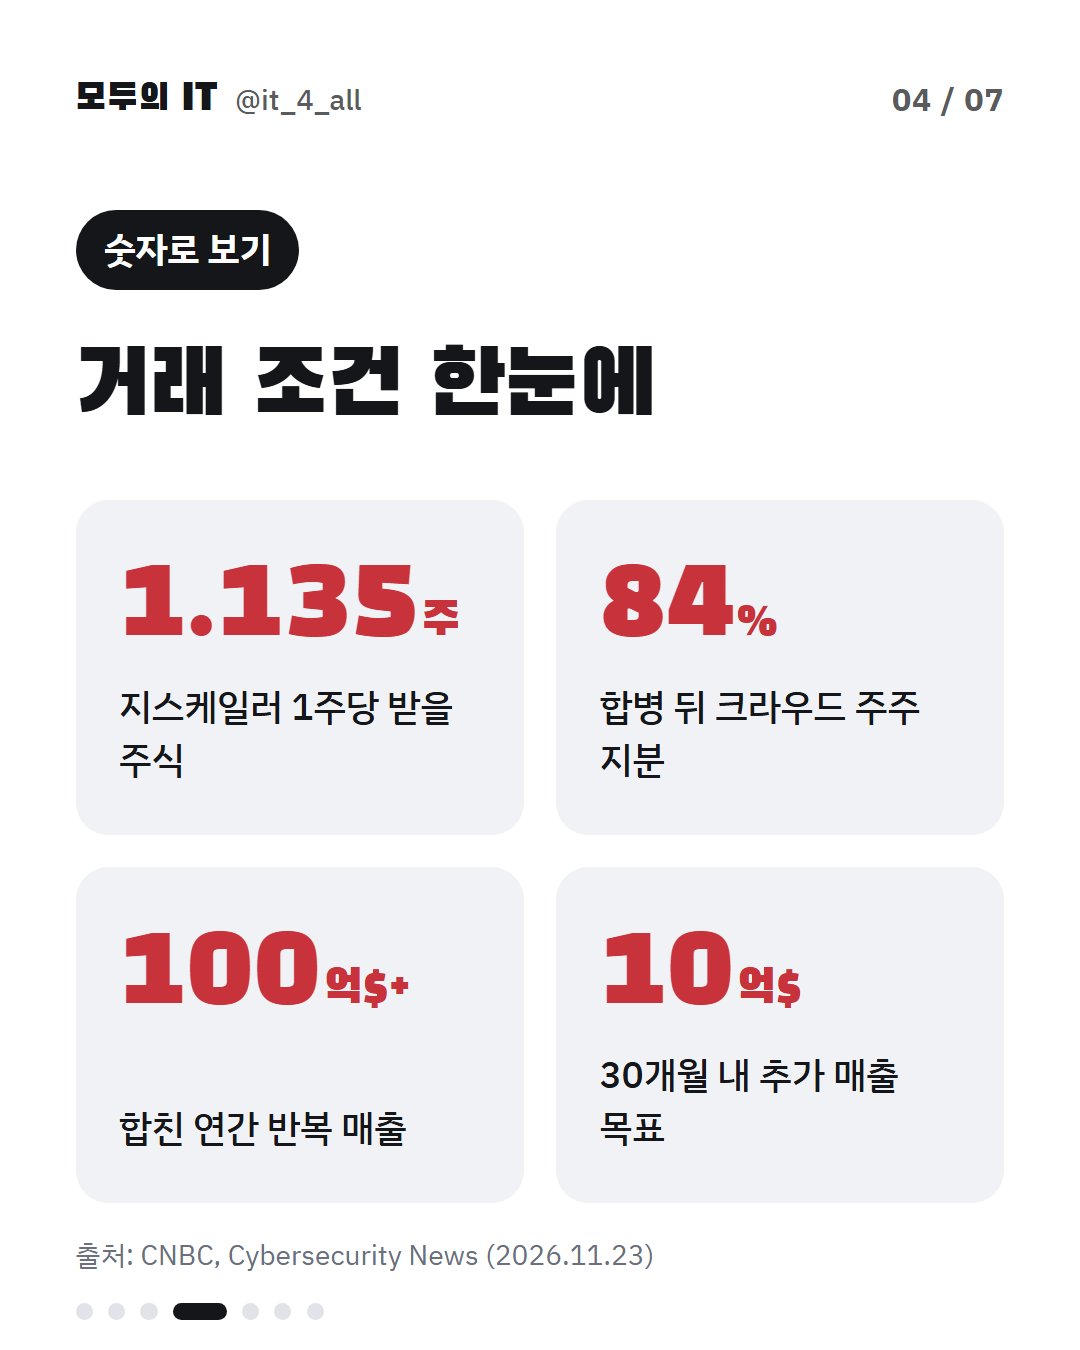 모두의 IT @it_4_all
04 / 07
숫자로 보기
거래 조건 한눈에
1.135주
지스케일러 1주당 받을
주식
84%
합병 뒤 크라우드 주주
지분
100억$+
합친 연간 반복 매출
10억$
30개월 내 추가 매출
목표
출처: CNBC, Cybersecurity News (2026.11.23)